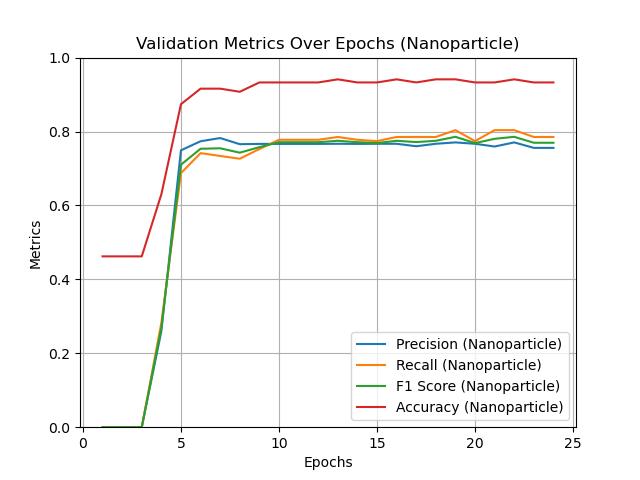 Validation Metrics Over Epochs (Nanoparticle)
1.0
0.8
0.6
0.4
0.2
0.0
Metrics
Precision (Nanoparticle)
Recall (Nanoparticle)
F1 Score (Nanoparticle)
Accuracy (Nanoparticle)
0 5 10 15 20 25
Epochs